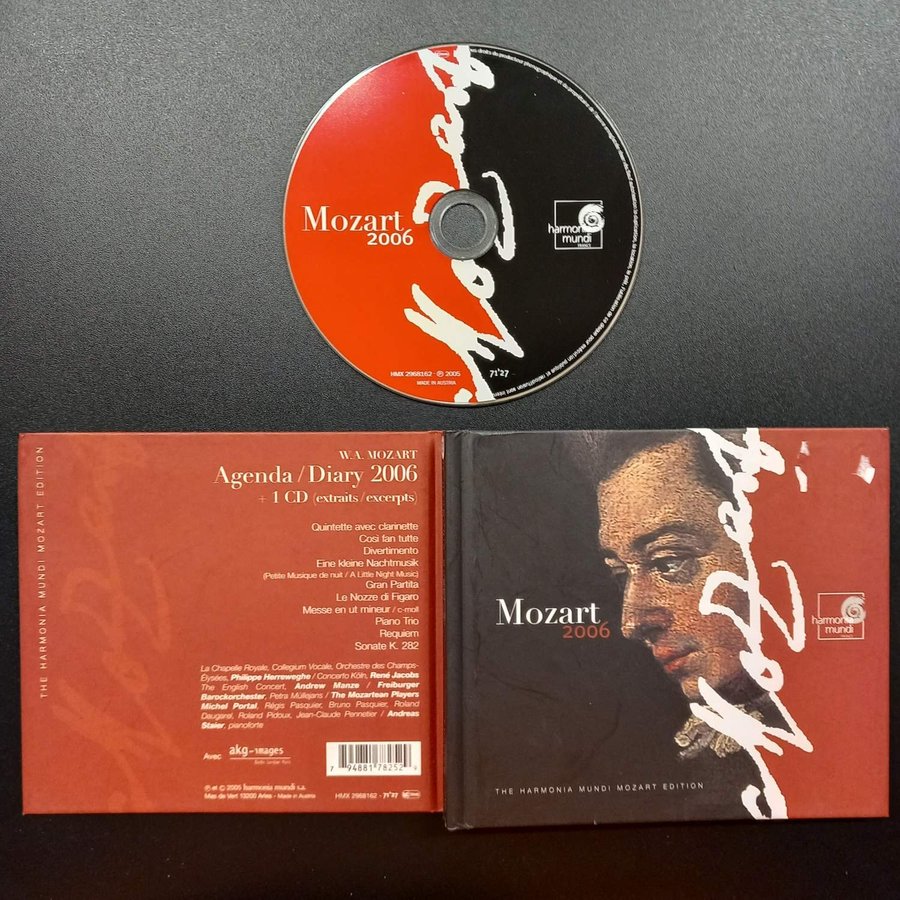 Mozart
2006
harmonia
mundi
HMX 2968162 - ℗ 2005
MADE IN AUSTRIA
71'27
THE HARMONIA MUNDI MOZART EDITION
W.A. MOZART
Agenda / Diary 2006
+ 1 CD (extraits / excerpts)
Quintette avec clarinette
Cosi fan tutte
Divertimento
Eine kleine Nachtmusik
(Petite Musique de nuit / A Little Night Music)
Gran Partita
Le Nozze di Figaro
Messe en ut mineur / c-moll
Piano Trio
Requiem
Sonate K. 282
La Chapelle Royale, Collegium Vocale, Orchestre des Champs-
Élysées, Philippe Herreweghe / Concerto Köln, René Jacobs
The English Concert, Andrew Manze / Freiburger
Barockorchester, Petra Müllejans / The Mozartean Players
Michel Portal, Régis Pasquier, Bruno Pasquier, Roland
Daugareil, Roland Pidoux, Jean-Claude Pennetier / Andreas
Staier, pianoforte
Avec akg-images
7 94881 78252 9
℗ et © 2005 harmonia mundi s.a.
Mas de Vert 13200 Arles - Made in Austria
HMX 2968162 - 71'27
Mozart
2006
harmonia
mundi
THE HARMONIA MUNDI MOZART EDITION